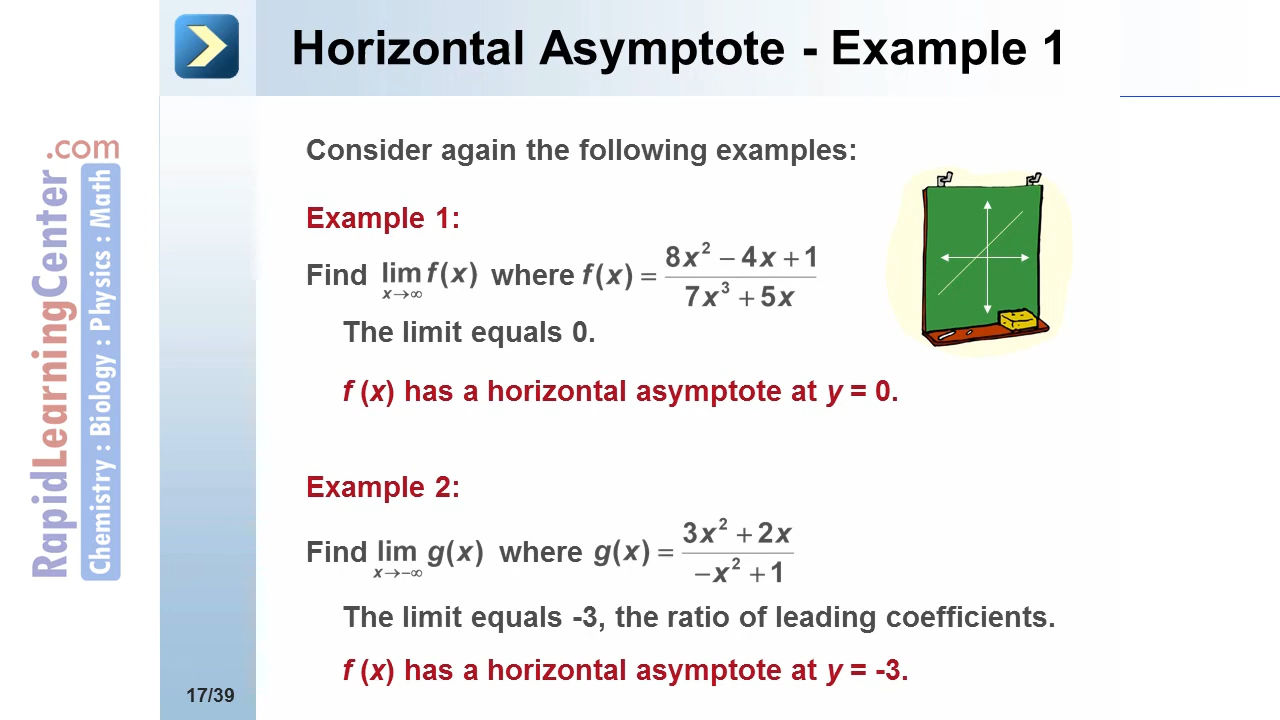 Horizontal Asymptote - Example 1
Consider again the following examples:
Example 1:
Find lim x→∞ f(x) where f(x) = (8x² − 4x + 1) / (7x³ + 5x)
The limit equals 0.
f (x) has a horizontal asymptote at y = 0.
Example 2:
Find lim x→−∞ g(x) where g(x) = (3x² + 2x) / (−x² + 1)
The limit equals -3, the ratio of leading coefficients.
f (x) has a horizontal asymptote at y = -3.
17/39
RapidLearningCenter.com
Chemistry : Biology : Physics : Math